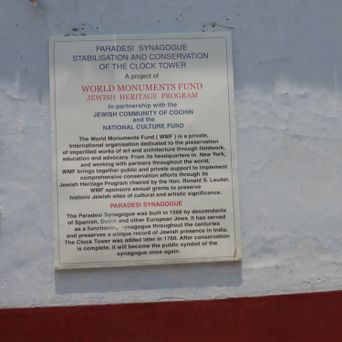 PARADESI SYNAGOGUE
STABILISATION AND CONSERVATION
OF THE CLOCK TOWER
A project of
WORLD MONUMENTS FUND
JEWISH HERITAGE PROGRAM
In partnership with the
JEWISH COMMUNITY OF COCHIN
and the
NATIONAL CULTURE FUND
The World Monuments Fund ( WMF ) is a private,
international organisation dedicated to the preservation
of imperilled works of art and architecture through fieldwork,
education and advocacy. From its headquarters in New York,
and working with partners throughout the world,
WMF brings together public and private support to implement
comprehensive conservation efforts through its
Jewish Heritage Program chaired by the Hon. Ronald S. Lauder,
WMF sponsors annual grants to preserve
historic Jewish sites of cultural and artistic significance.
PARADESI SYNAGOGUE
The Paradesi Synagogue was built in 1568 by descendants
of Spanish, Dutch and other European Jews. It has served
as a functioning synagogue throughout the centuries
and preserves a unique record of Jewish presence in India.
The Clock Tower was added later in 1760. After conservation
is complete, it will become the public symbol of the
synagogue once again.